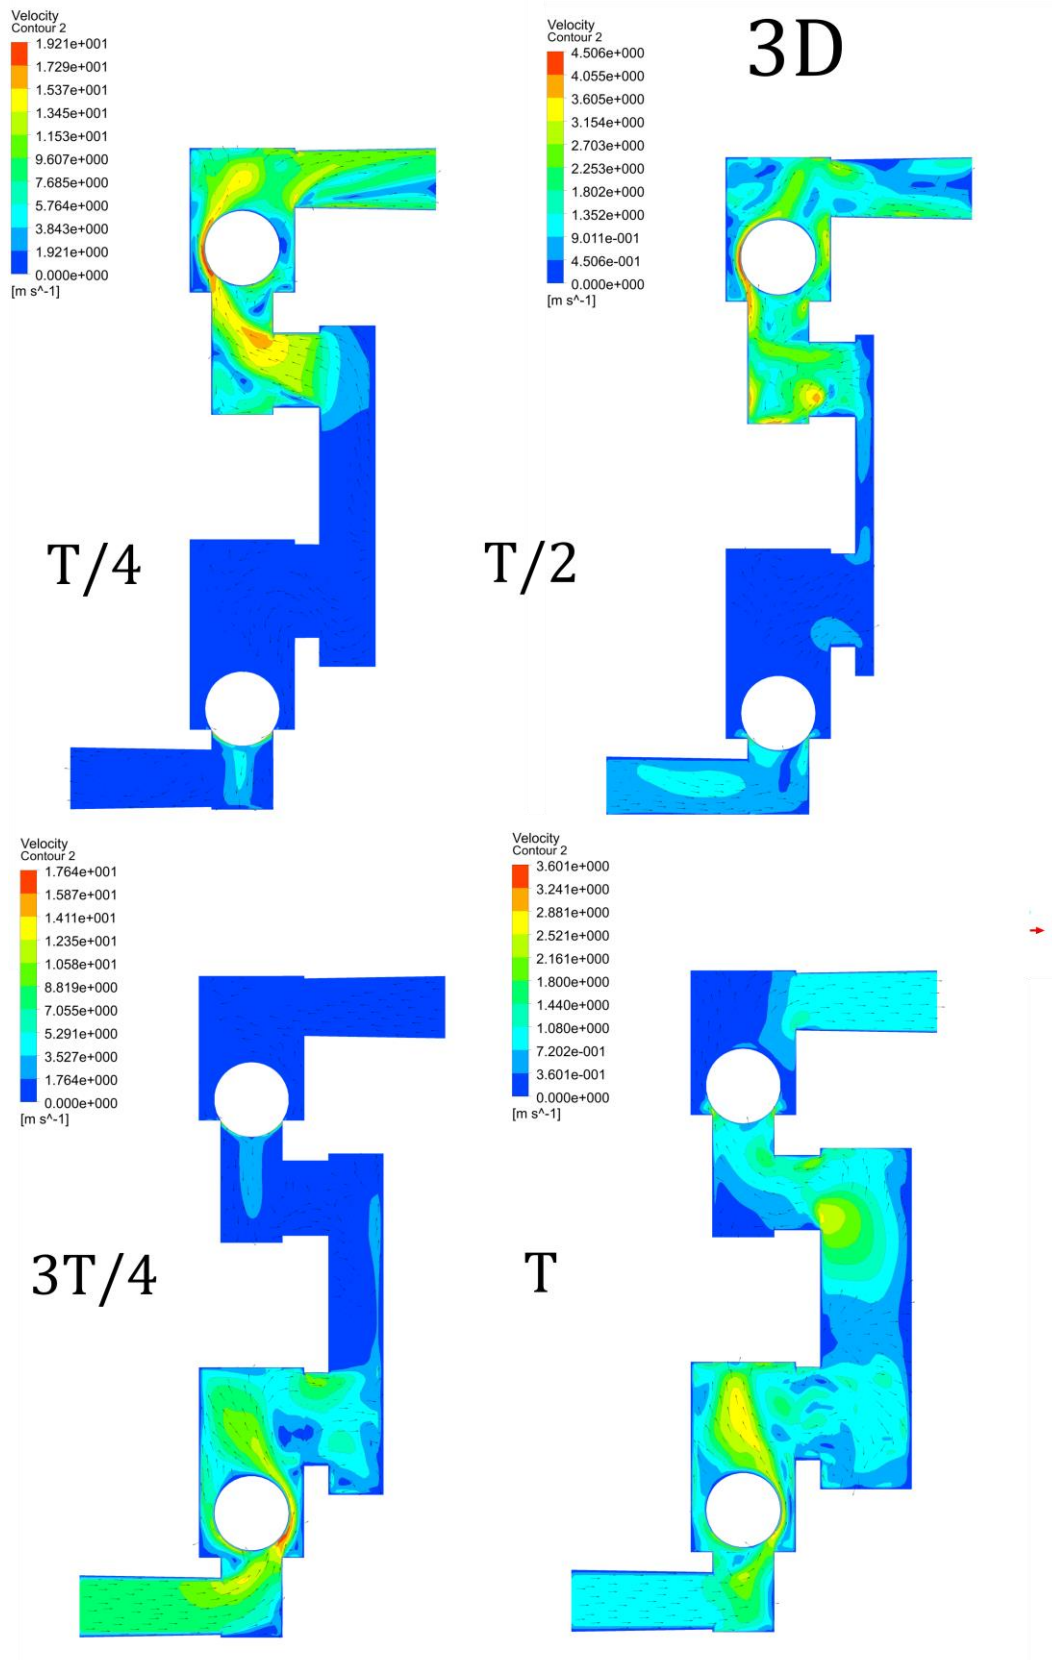 Velocity
Contour 2
1.921e+001
1.729e+001
1.537e+001
1.345e+001
1.153e+001
9.607e+000
7.685e+000
5.764e+000
3.843e+000
1.921e+000
0.000e+000
[m s^-1]
T/4
3D
Velocity
Contour 2
4.506e+000
4.055e+000
3.605e+000
3.154e+000
2.703e+000
2.253e+000
1.802e+000
1.352e+000
9.011e-001
4.506e-001
0.000e+000
[m s^-1]
T/2
Velocity
Contour 2
1.764e+001
1.587e+001
1.411e+001
1.235e+001
1.058e+001
8.819e+000
7.055e+000
5.291e+000
3.527e+000
1.764e+000
0.000e+000
[m s^-1]
3T/4
Velocity
Contour 2
3.601e+000
3.241e+000
2.881e+000
2.521e+000
2.161e+000
1.800e+000
1.440e+000
1.080e+000
7.202e-001
3.601e-001
0.000e+000
[m s^-1]
T